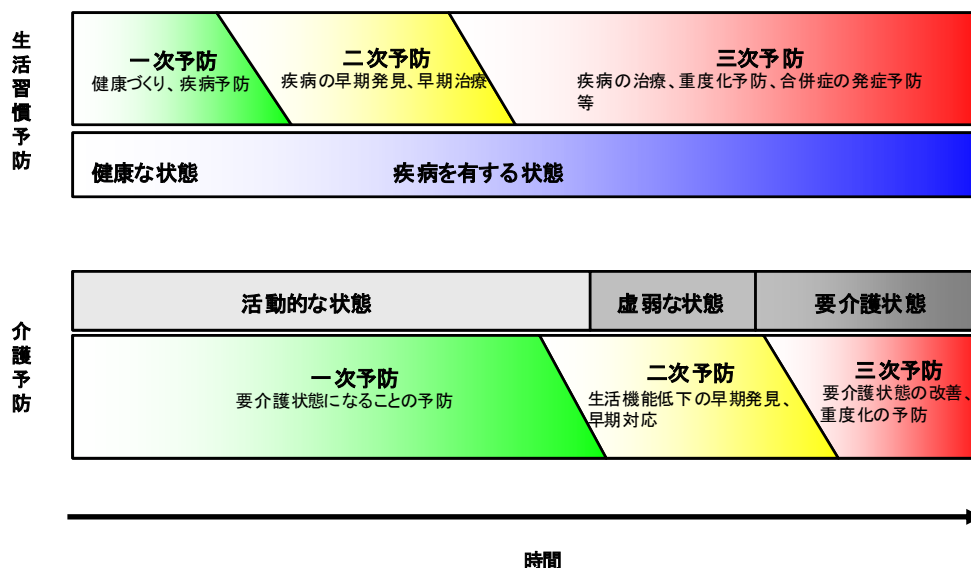 生活習慣予防
一次予防
健康づくり、疾病予防
二次予防
疾病の早期発見、早期治療
三次予防
疾病の治療、重度化予防、合併症の発症予防
等
健康な状態
疾病を有する状態
介護予防
活動的な状態
虚弱な状態
要介護状態
一次予防
要介護状態になることの予防
二次予防
生活機能低下の早期発見、
早期対応
三次予防
要介護状態の改善、
重度化の予防
時間